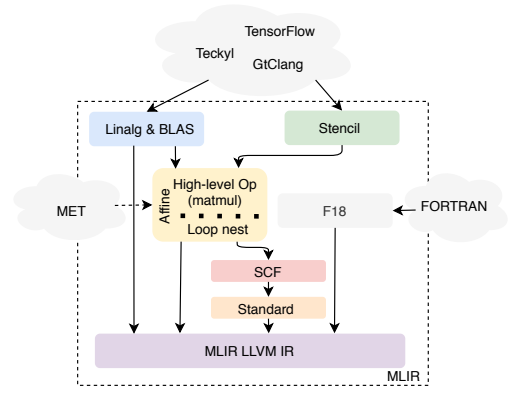 TensorFlow
Teckyl
GtClang
Linalg & BLAS
Stencil
Affine
High-level Op
(matmul)
Loop nest
MET
F18
FORTRAN
SCF
Standard
MLIR LLVM IR
MLIR